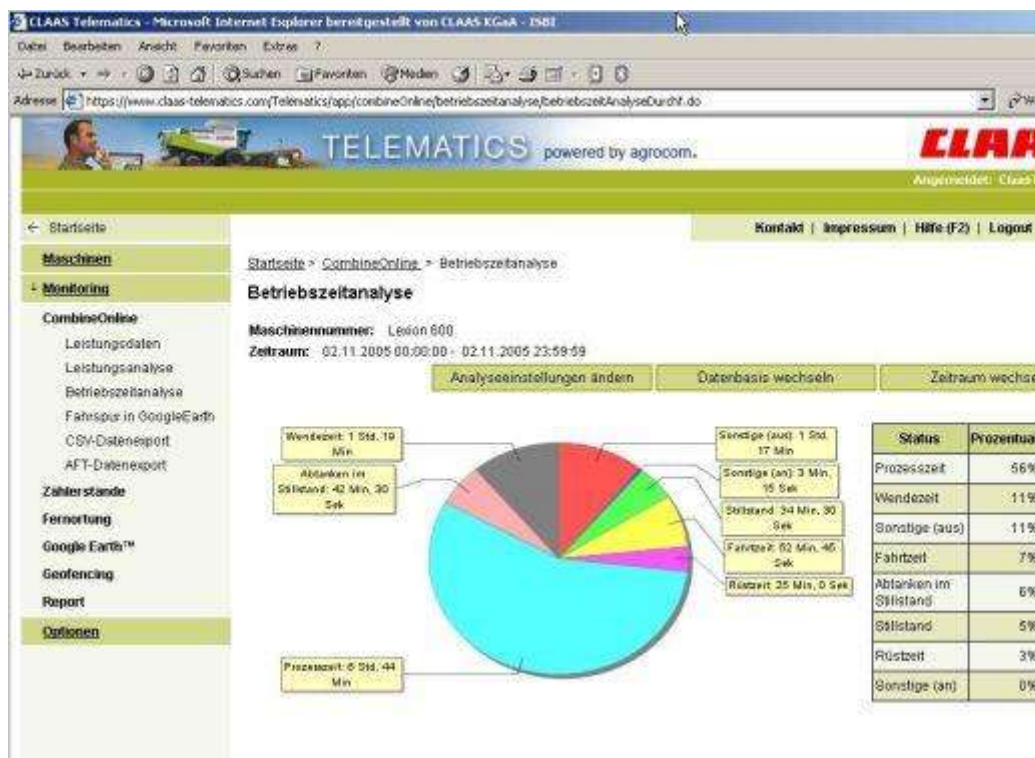 CLAAS Telematics - Microsoft Internet Explorer bereitgestellt von CLAAS KGaA - ISBI
Datei Bearbeiten Ansicht Favoriten Extras ?
Zurück Suchen Favoriten Medien
Adresse https://www.claas-telematics.com/Telematics/app/combineOnline/betriebszeitanalyse/betriebszeitAnalyseDurchf.do
TELEMATICS powered by agrocom.
CLAA
Angemeldet: Claas
← Startseite
Kontakt | Impressum | Hilfe (F2) | Logout
Maschinen
Monitoring
CombineOnline
Leistungsdaten
Leistungsanalyse
Betriebszeitanalyse
Fahrspur in GoogleEarth
CSV-Datenexport
AFT-Datenexport
Zählerstände
Fernortung
Google Earth™
Geofencing
Report
Optionen
Startseite > CombineOnline > Betriebszeitanalyse
Betriebszeitanalyse
Maschinennummer: Lexion 600
Zeitraum: 02.11.2005 00:00:00 - 02.11.2005 23:59:59
Analyseeinstellungen ändern Datenbasis wechseln Zeitraum wechse
Wendezeit: 1 Std. 19
Min
Abtanken im
Stillstand: 42 Min, 30
Sek
Prozesszeit: 6 Std. 44
Min
Sonstige (aus): 1 Std.
17 Min
Sonstige (an): 3 Min,
15 Sek
Stillstand: 34 Min, 30
Sek
Fahrtzeit: 52 Min, 45
Sek
Rüstzeit: 25 Min, 0 Sek
Status Prozentua
Prozesszeit 56%
Wendezeit 11%
Sonstige (aus) 11%
Fahrtzeit 7%
Abtanken im
Stillstand 6%
Stillstand 5%
Rüstzeit 3%
Sonstige (an) 0%